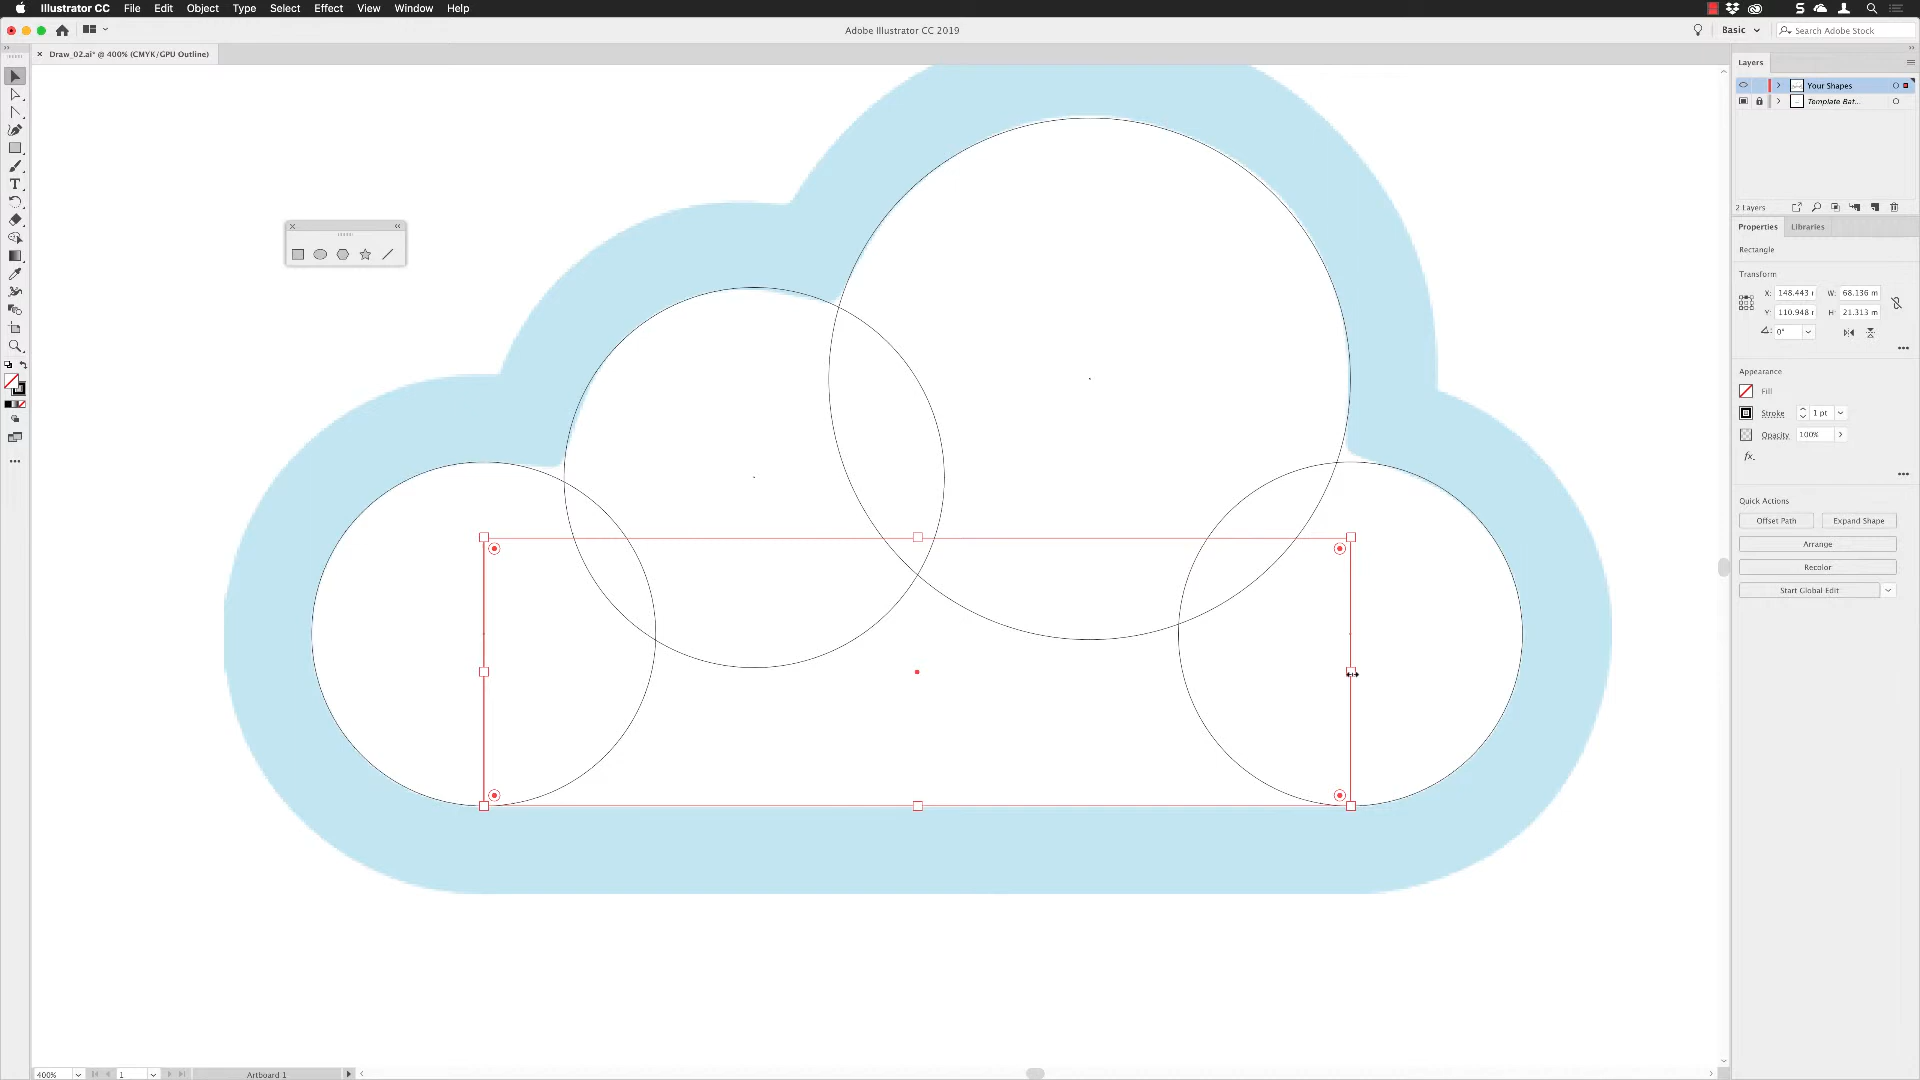 Illustrator CC File Edit Object Type Select Effect View Window Help
Adobe Illustrator CC 2019
Basic
Search Adobe Stock
Draw_02.ai* @ 400% (CMYK/GPU Outline)
Layers
Your Shapes
Template Bat...
2 Layers
Properties Libraries
Rectangle
Transform
X: 148.443 W: 68.136 m
Y: 110.948 H: 21.313 m
0°
Appearance
Fill
Stroke 1 pt
Opacity 100%
fx.
Quick Actions
Offset Path Expand Shape
Arrange
Recolor
Start Global Edit
400% 1 Artboard 1